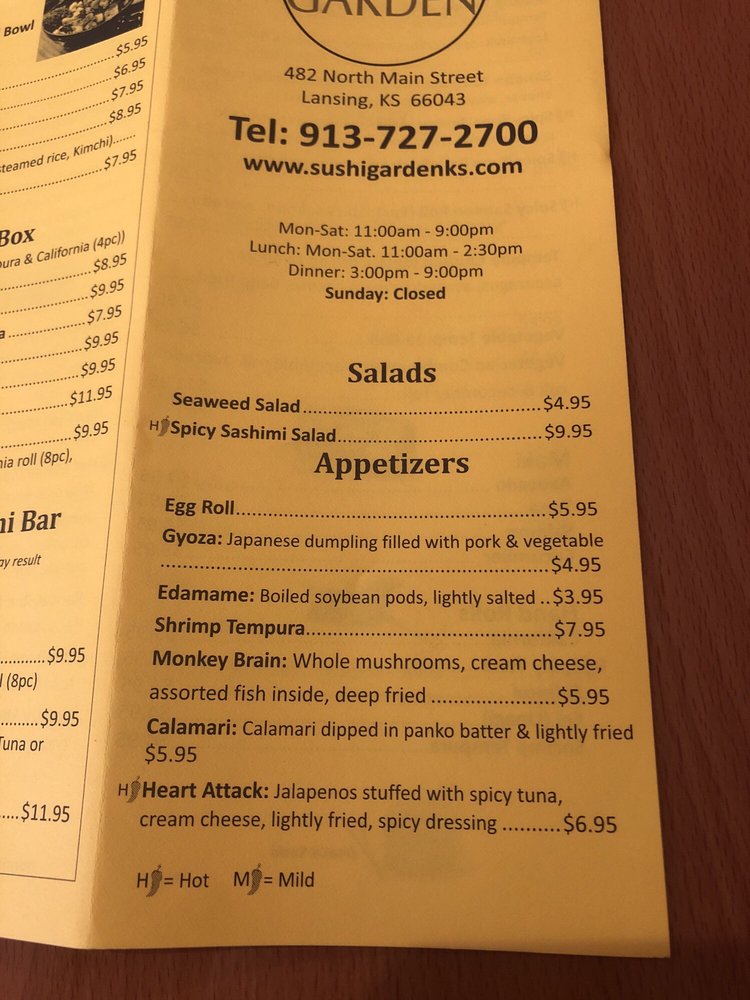 Bowl
$5.95
$6.95
$7.95
$8.95
steamed rice, Kimchi)......
$7.95
Box
pura & California (4pc))
$8.95
$9.95
$7.95
$9.95
$9.95
$11.95
$9.95
nia roll (8pc),
ni Bar
ay result
$9.95
l (8pc)
$9.95
Tuna or
$11.95
GARDEN
482 North Main Street
Lansing, KS 66043
Tel: 913-727-2700
www.sushigardenks.com
Mon-Sat: 11:00am - 9:00pm
Lunch: Mon-Sat. 11:00am - 2:30pm
Dinner: 3:00pm - 9:00pm
Sunday: Closed
Salads
Seaweed Salad........................................$4.95
H Spicy Sashimi Salad..................................$9.95
Appetizers
Egg Roll....................................................$5.95
Gyoza: Japanese dumpling filled with pork & vegetable
................................................................$4.95
Edamame: Boiled soybean pods, lightly salted ..$3.95
Shrimp Tempura.........................................$7.95
Monkey Brain: Whole mushrooms, cream cheese,
assorted fish inside, deep fried .....................$5.95
Calamari: Calamari dipped in panko batter & lightly fried
$5.95
H Heart Attack: Jalapenos stuffed with spicy tuna,
cream cheese, lightly fried, spicy dressing ..........$6.95
H = Hot M = Mild